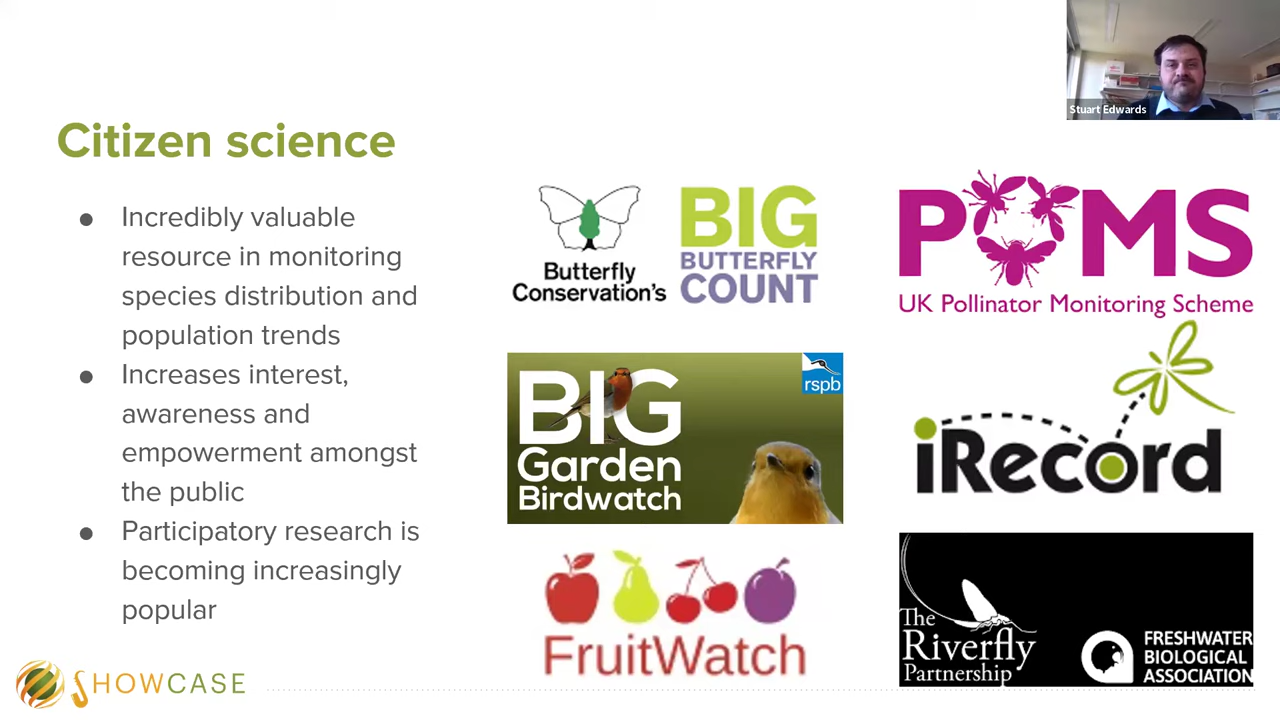 Stuart Edwards
Citizen science
● Incredibly valuable
resource in monitoring
species distribution and
population trends
● Increases interest,
awareness and
empowerment amongst
the public
● Participatory research is
becoming increasingly
popular
Butterfly
Conservation's
BIG
BUTTERFLY
COUNT
POMS
UK Pollinator Monitoring Scheme
BIG
Garden
Birdwatch
rspb
iRecord
FruitWatch
The
Riverfly
Partnership
FRESHWATER
BIOLOGICAL
ASSOCIATION
SHOWCASE